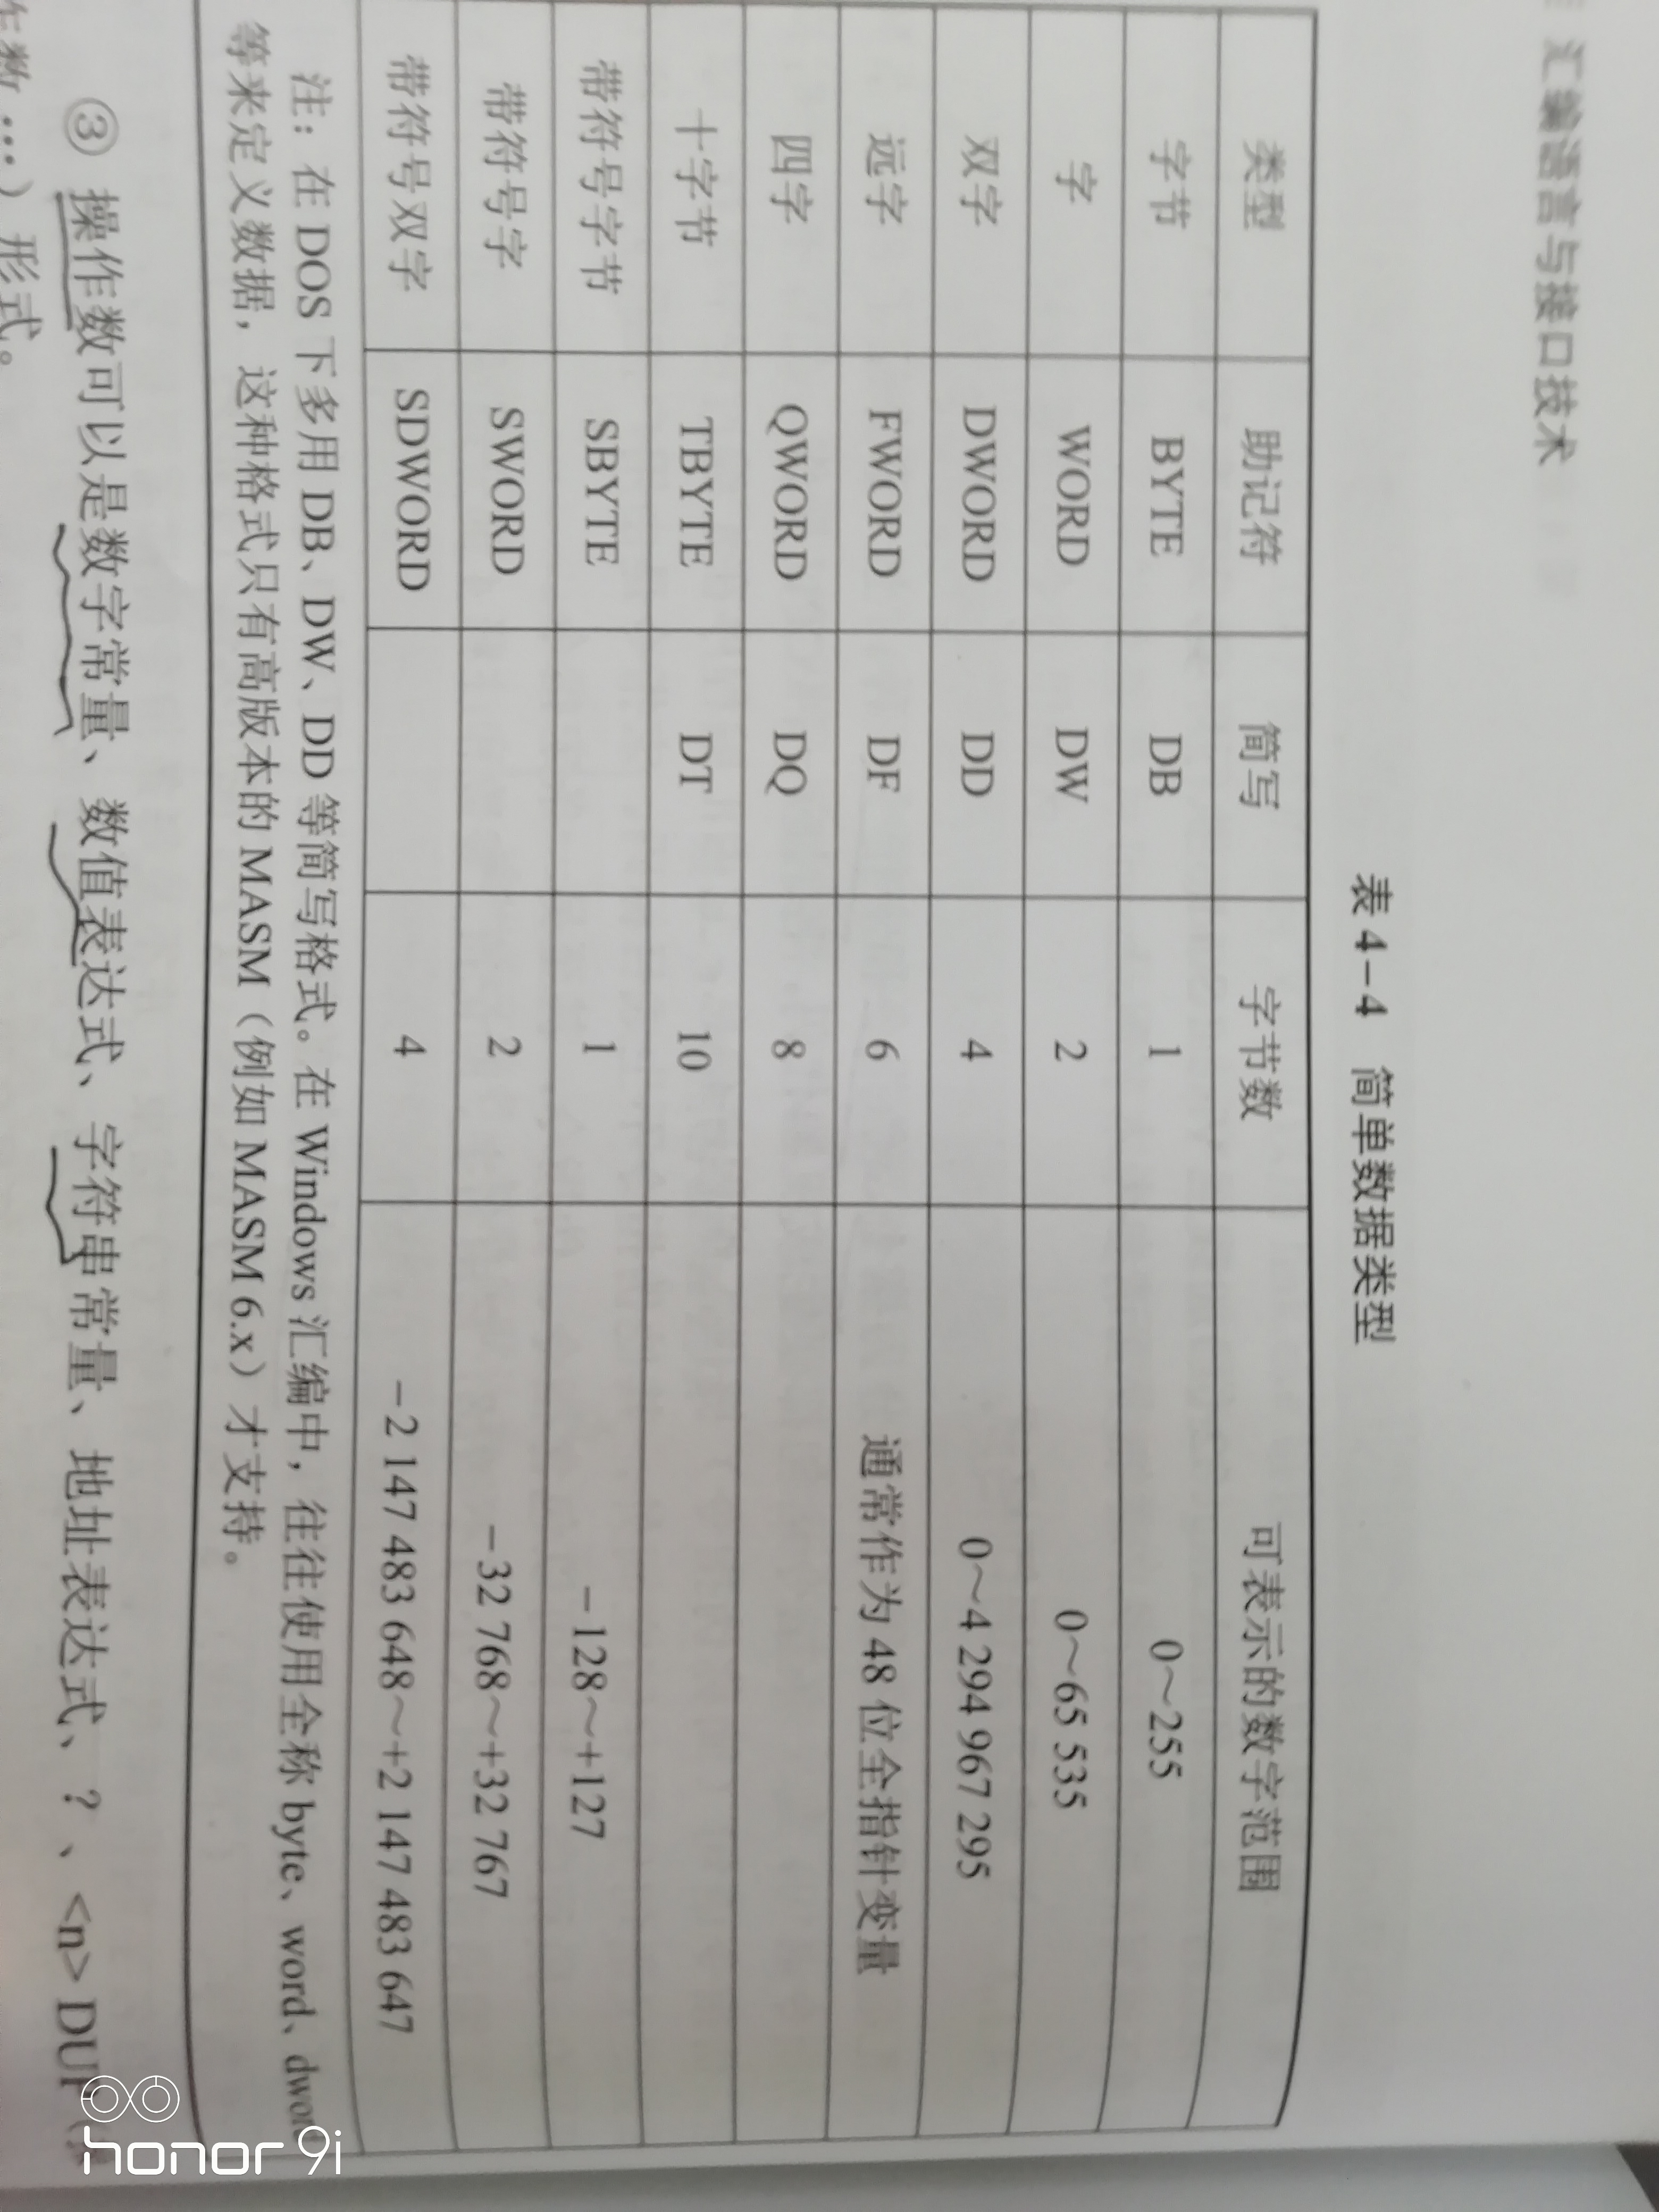 汇编语言与接口技术
表 4-4 简单数据类型
类型 助记符 简写 字节数 可表示的数字范围
字节 BYTE DB 1 0～255
字 WORD DW 2 0～65 535
双字 DWORD DD 4 0～4 294 967 295
远字 FWORD DF 6 通常作为 48 位全指针变量
四字 QWORD DQ 8
十字节 TBYTE DT 10
带符号字节 SBYTE 1 -128～+127
带符号字 SWORD 2 -32 768～+32 767
带符号双字 SDWORD 4 -2 147 483 648～+2 147 483 647
注：在 DOS 下多用 DB、DW、DD 等简写格式。在 Windows 汇编中，往往使用全称 byte、word、dword
等来定义数据，这种格式只有高版本的 MASM（例如 MASM 6.x）才支持。
③ 操作数可以是数字常量、数值表达式、字符串常量、地址表达式、？、<n> DUP（
数 …）形式。
honor 9i